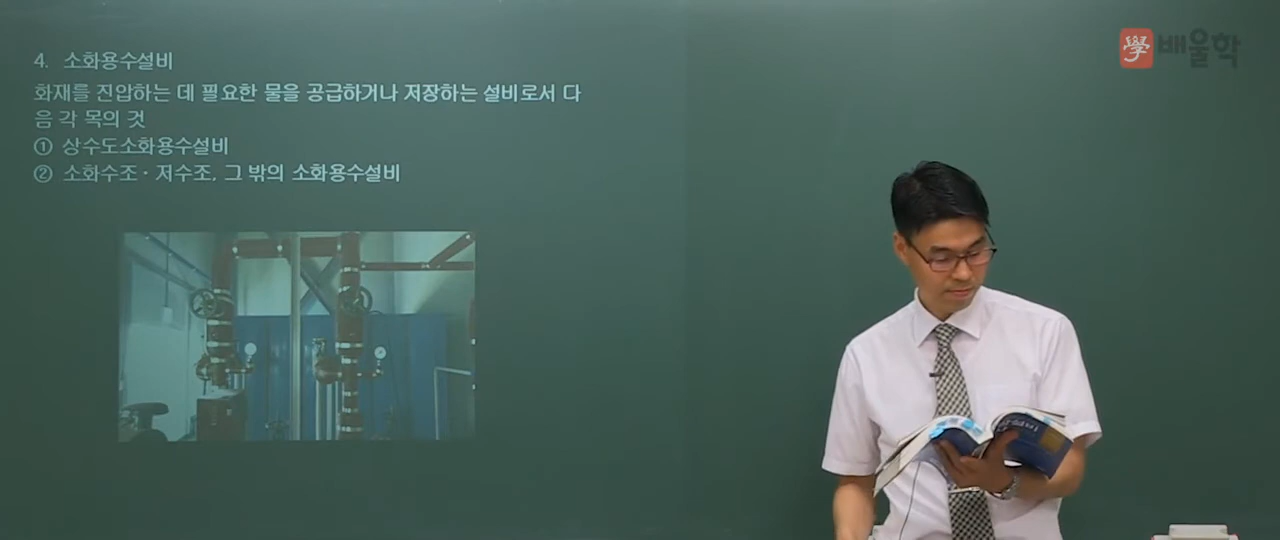 4. 소화용수설비
화재를 진압하는 데 필요한 물을 공급하거나 저장하는 설비로서 다
음 각 목의 것
① 상수도소화용수설비
② 소화수조·저수조, 그 밖의 소화용수설비
學 배울학